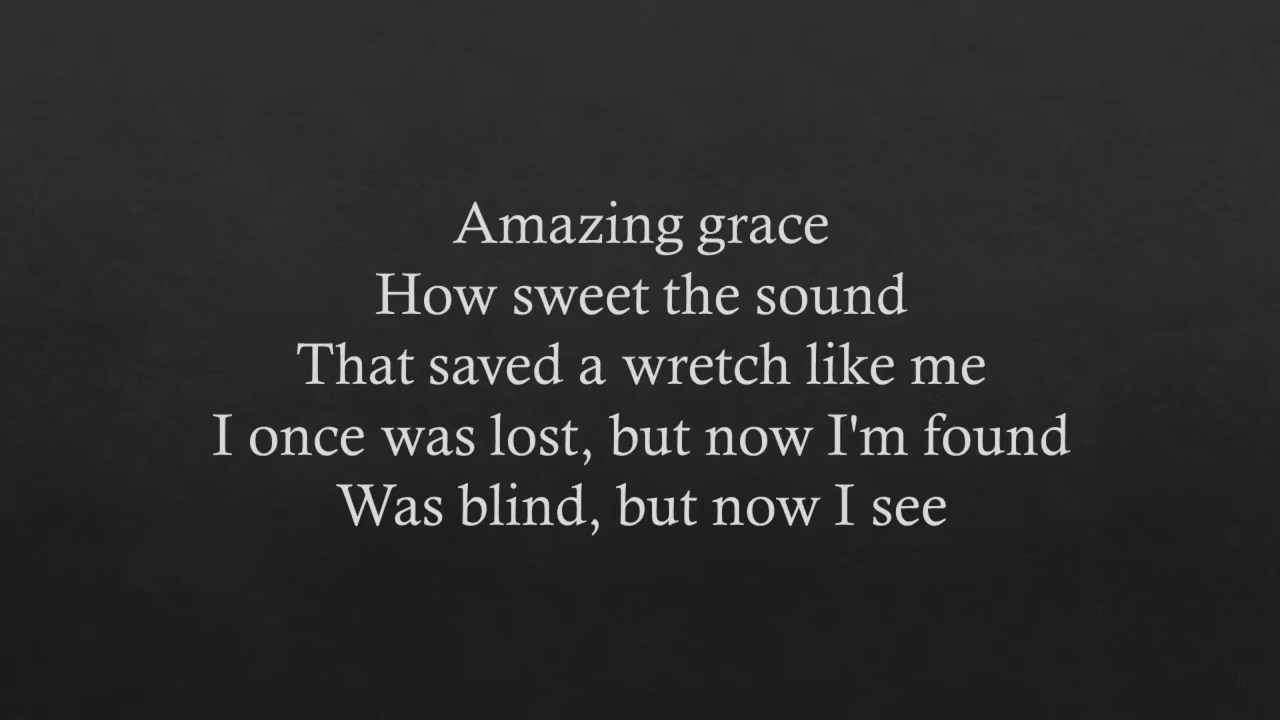 Amazing grace
How sweet the sound
That saved a wretch like me
I once was lost, but now I'm found
Was blind, but now I see